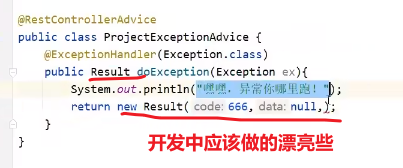 @RestControllerAdvice
public class ProjectExceptionAdvice {
@ExceptionHandler(Exception.class)
public Result doException(Exception ex){
System.out.println("嘿嘿，异常你哪里跑！");
return new Result( code: 666, data: null,);
}
}
开发中应该做的漂亮些